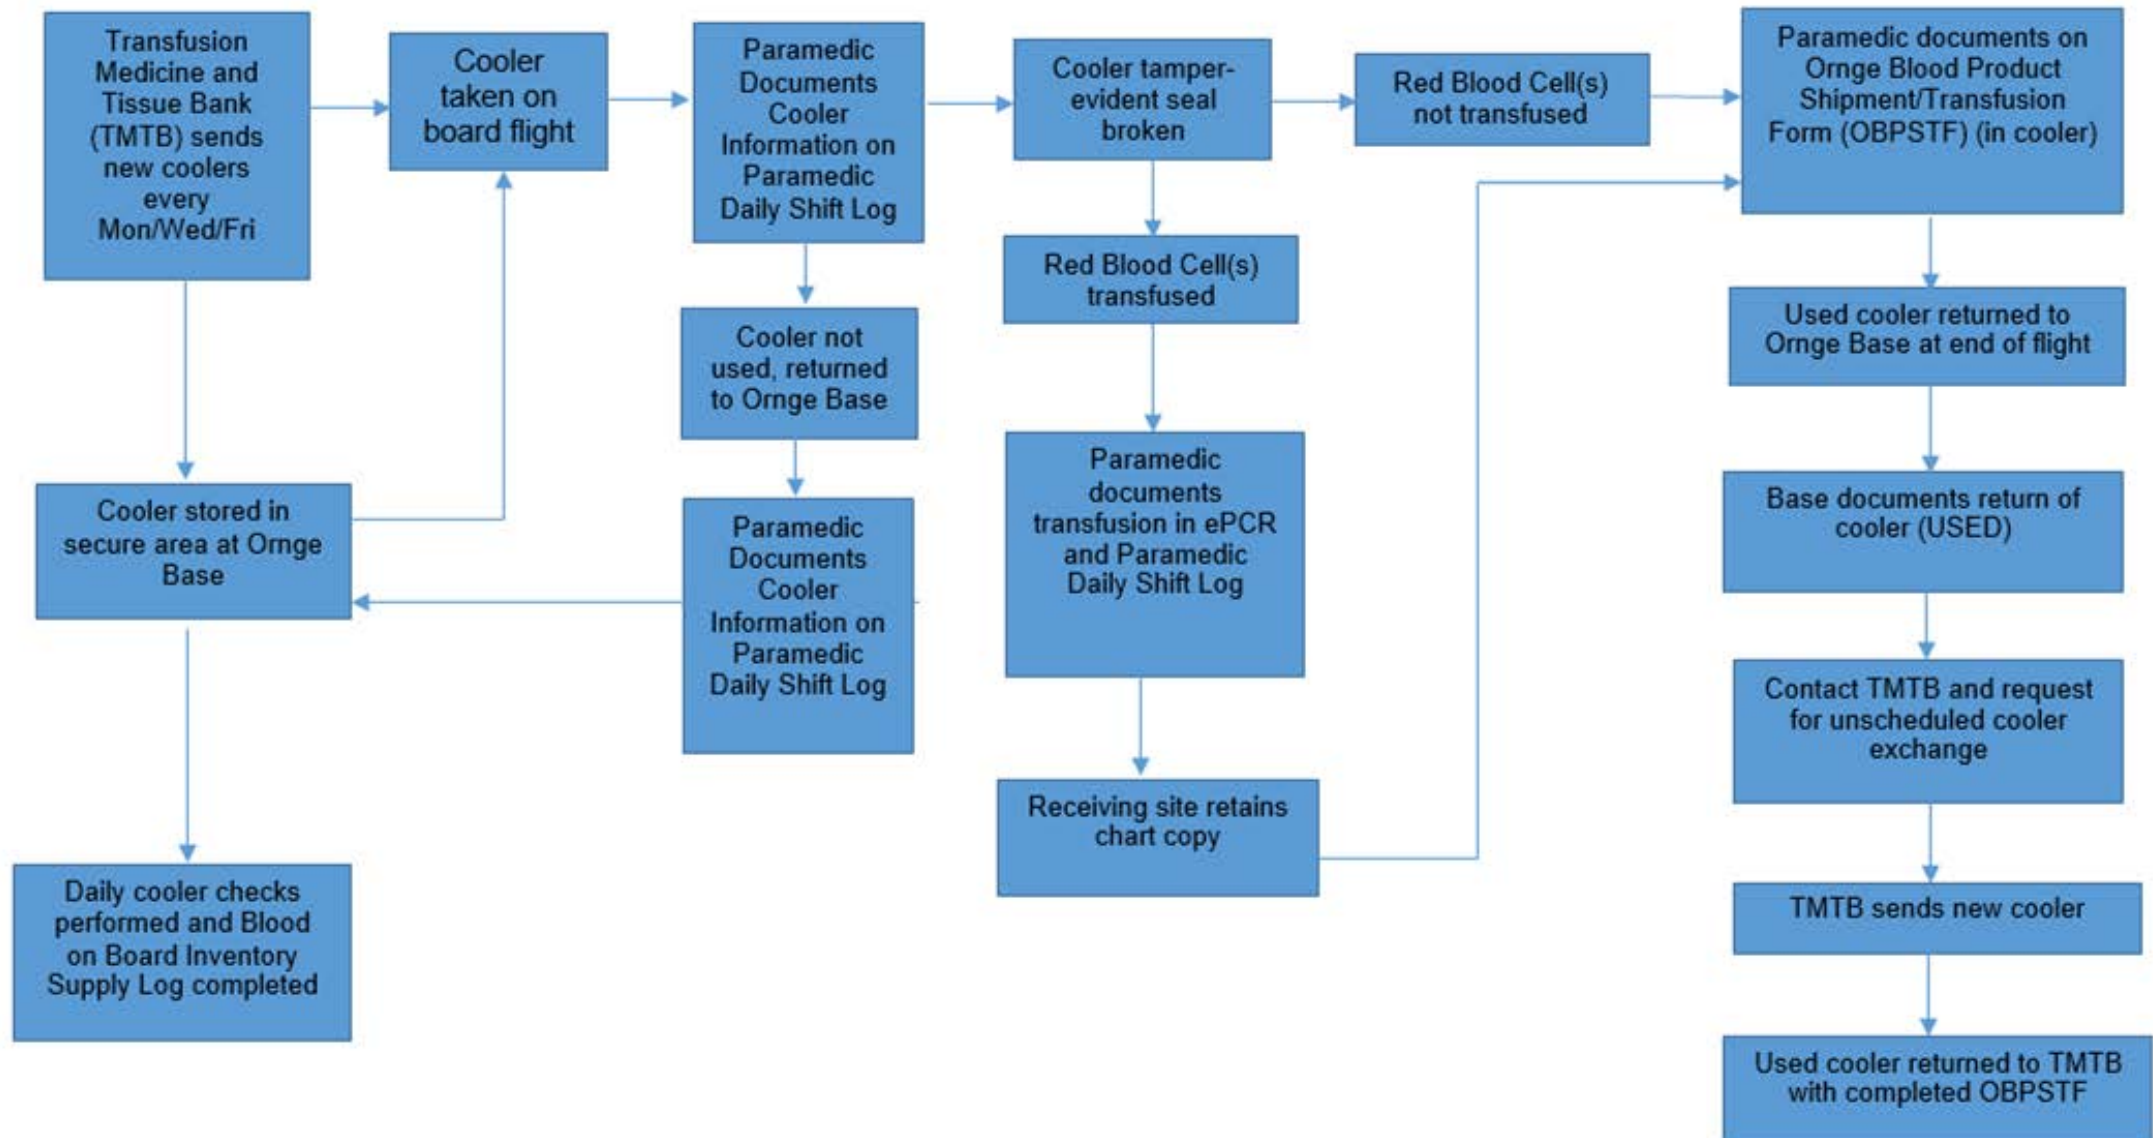 Transfusion
Medicine and
Tissue Bank
(TMTB) sends
new coolers
every
Mon/Wed/Fri
Cooler
taken on
board flight
Paramedic
Documents
Cooler
Information on
Paramedic
Daily Shift Log
Cooler tamper-
evident seal
broken
Red Blood Cell(s)
not transfused
Paramedic documents on
Ornge Blood Product
Shipment/Transfusion
Form (OBPSTF) (in cooler)
Red Blood Cell(s)
transfused
Cooler not
used, returned
to Ornge Base
Used cooler returned to
Ornge Base at end of flight
Cooler stored in
secure area at Ornge
Base
Paramedic
Documents
Cooler
Information on
Paramedic
Daily Shift Log
Paramedic
documents
transfusion in ePCR
and Paramedic
Daily Shift Log
Base documents return of
cooler (USED)
Contact TMTB and request
for unscheduled cooler
exchange
Receiving site retains
chart copy
Daily cooler checks
performed and Blood
on Board Inventory
Supply Log completed
TMTB sends new cooler
Used cooler returned to TMTB
with completed OBPSTF